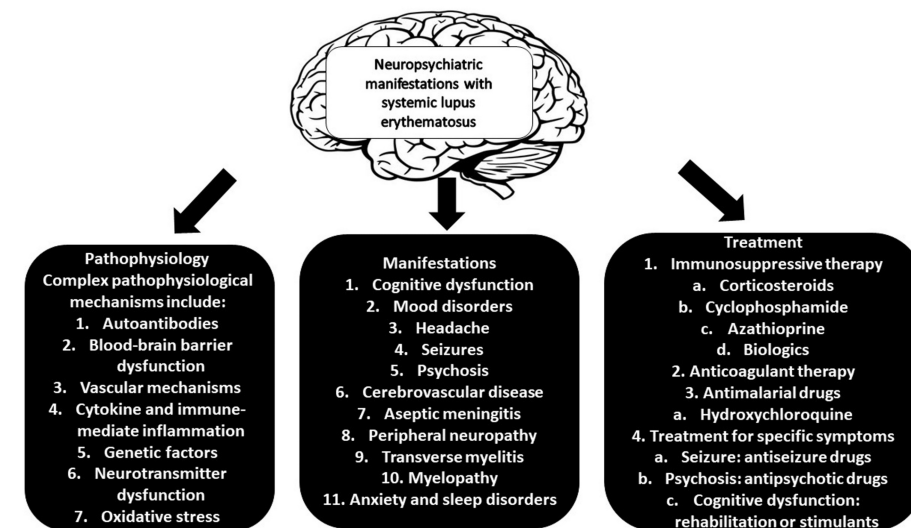 Neuropsychiatric
manifestations with
systemic lupus
erythematosus
Pathophysiology
Complex pathophysiological
mechanisms include:
1. Autoantibodies
2. Blood-brain barrier
dysfunction
3. Vascular mechanisms
4. Cytokine and immune-
mediate inflammation
5. Genetic factors
6. Neurotransmitter
dysfunction
7. Oxidative stress
Manifestations
1. Cognitive dysfunction
2. Mood disorders
3. Headache
4. Seizures
5. Psychosis
6. Cerebrovascular disease
7. Aseptic meningitis
8. Peripheral neuropathy
9. Transverse myelitis
10. Myelopathy
11. Anxiety and sleep disorders
Treatment
1. Immunosuppressive therapy
a. Corticosteroids
b. Cyclophosphamide
c. Azathioprine
d. Biologics
2. Anticoagulant therapy
3. Antimalarial drugs
a. Hydroxychloroquine
4. Treatment for specific symptoms
a. Seizure: antiseizure drugs
b. Psychosis: antipsychotic drugs
c. Cognitive dysfunction:
rehabilitation or stimulants